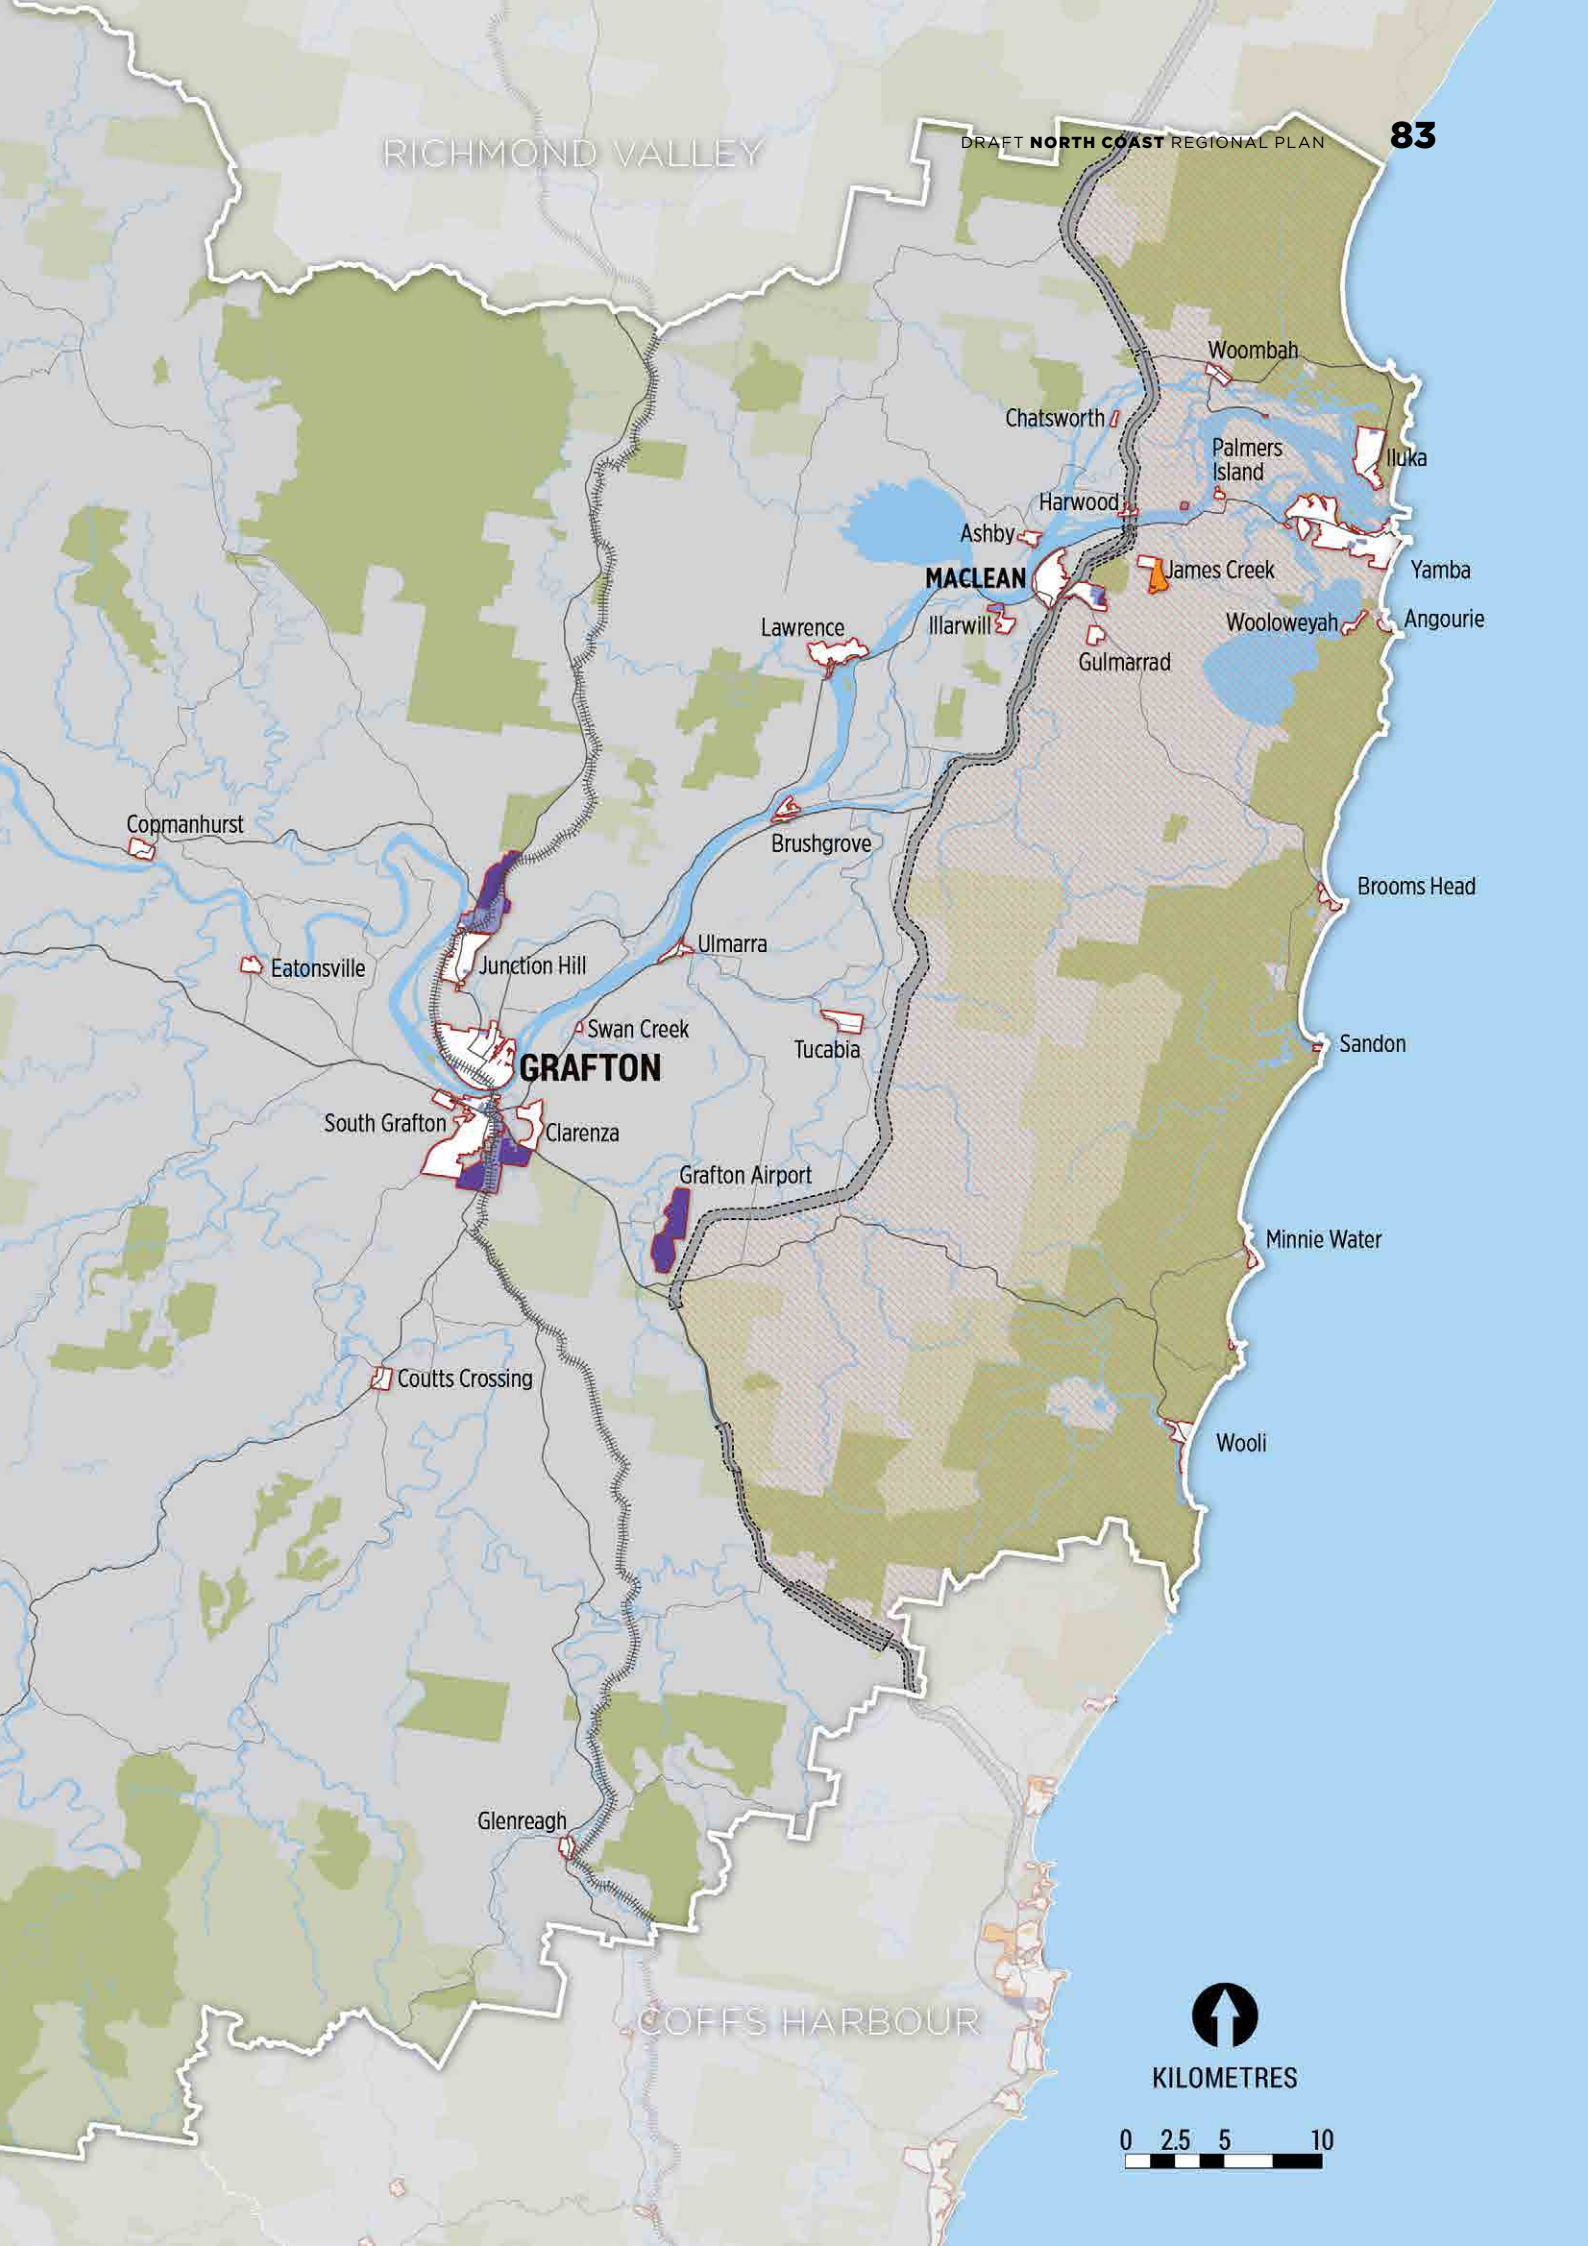 DRAFT NORTH COAST REGIONAL PLAN 83
RICHMOND VALLEY
Woombah
Chatsworth
Palmers
Island
Iluka
Harwood
Ashby
MACLEAN
James Creek
Yamba
Illarwill
Wooloweyah
Angourie
Lawrence
Gulmarrad
Copmanhurst
Brushgrove
Brooms Head
Ulmarra
Eatonsville
Junction Hill
Swan Creek
Tucabia
Sandon
GRAFTON
South Grafton
Clarenza
Grafton Airport
Minnie Water
Coutts Crossing
Wooli
Glenreagh
COFFS HARBOUR
KILOMETRES
0 2.5 5 10